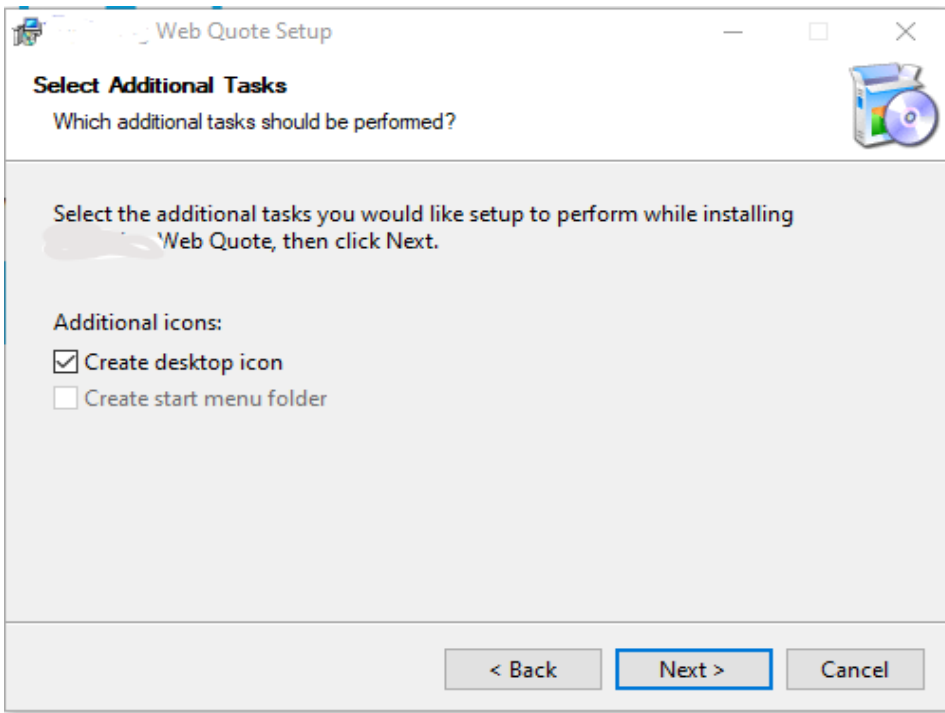 Web Quote Setup
Select Additional Tasks
Which additional tasks should be performed?
Select the additional tasks you would like setup to perform while installing
Web Quote, then click Next.
Additional icons:
Create desktop icon
Create start menu folder
< Back Next > Cancel